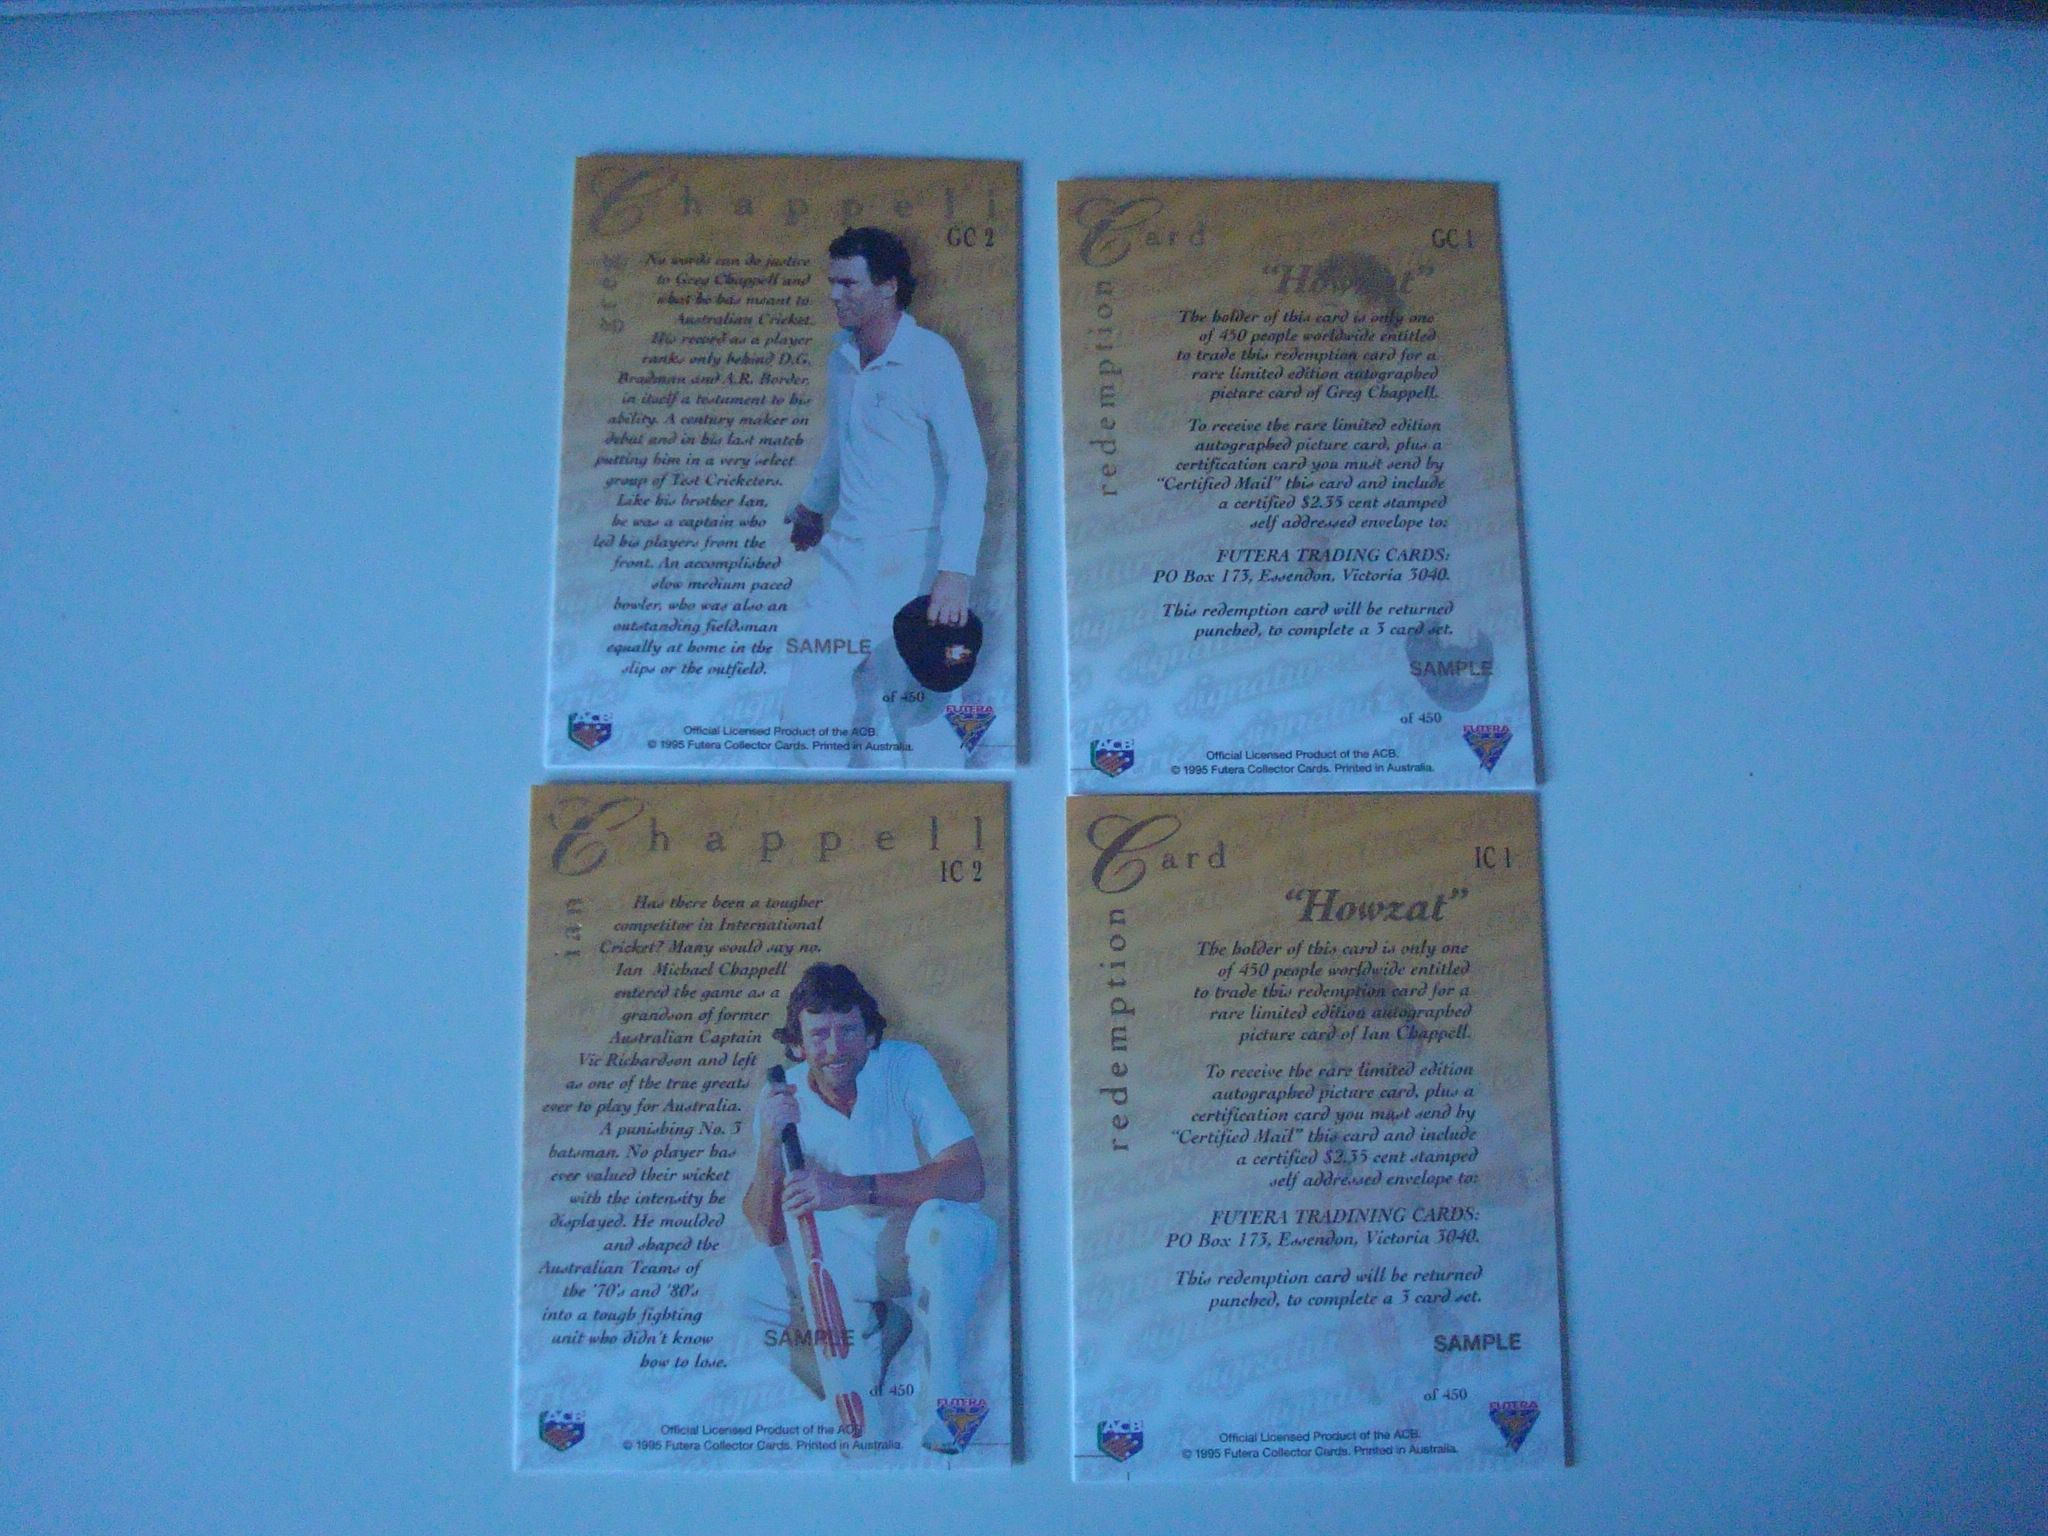 Chappell
GC 2
greg
No words can do justice
to Greg Chappell and
what he has meant to
Australian Cricket.
His record as a player
ranks only behind D.G.
Bradman and A.R. Border,
in itself a testament to his
ability. A century maker on
debut and in his last match
putting him in a very select
group of Test Cricketers.
Like his brother Ian,
he was a captain who
led his players from the
front. An accomplished
slow medium paced
bowler, who was also an
outstanding fieldsman
equally at home in the
slips or the outfield.
SAMPLE
of 450
ACB
FUTERA
Official Licensed Product of the ACB.
© 1995 Futera Collector Cards. Printed in Australia.
Card
GC 1
redemption
"Howzat"
The holder of this card is only one
of 450 people worldwide entitled
to trade this redemption card for a
rare limited edition autographed
picture card of Greg Chappell.
To receive the rare limited edition
autographed picture card, plus a
certification card you must send by
"Certified Mail" this card and include
a certified $2.35 cent stamped
self addressed envelope to:
FUTERA TRADING CARDS:
PO Box 173, Essendon, Victoria 3040.
This redemption card will be returned
punched, to complete a 3 card set.
SAMPLE
of 450
ACB
FUTERA
Official Licensed Product of the ACB.
© 1995 Futera Collector Cards. Printed in Australia.
Chappell
IC 2
ian
Has there been a tougher
competitor in International
Cricket? Many would say no.
Ian Michael Chappell
entered the game as a
grandson of former
Australian Captain
Vic Richardson and left
as one of the true greats
ever to play for Australia.
A punishing No. 3
batsman. No player has
ever valued their wicket
with the intensity he
displayed. He moulded
and shaped the
Australian Teams of
the '70's and '80's
into a tough fighting
unit who didn't know
how to lose.
SAMPLE
of 450
ACB
FUTERA
Official Licensed Product of the ACB
© 1995 Futera Collector Cards. Printed in Australia.
Card
IC 1
redemption
"Howzat"
The holder of this card is only one
of 450 people worldwide entitled
to trade this redemption card for a
rare limited edition autographed
picture card of Ian Chappell.
To receive the rare limited edition
autographed picture card, plus a
certification card you must send by
"Certified Mail" this card and include
a certified $2.35 cent stamped
self addressed envelope to:
FUTERA TRADINING CARDS:
PO Box 173, Essendon, Victoria 3040.
This redemption card will be returned
punched, to complete a 3 card set.
SAMPLE
of 450
ACB
FUTERA
Official Licensed Product of the ACB.
© 1995 Futera Collector Cards. Printed in Australia.